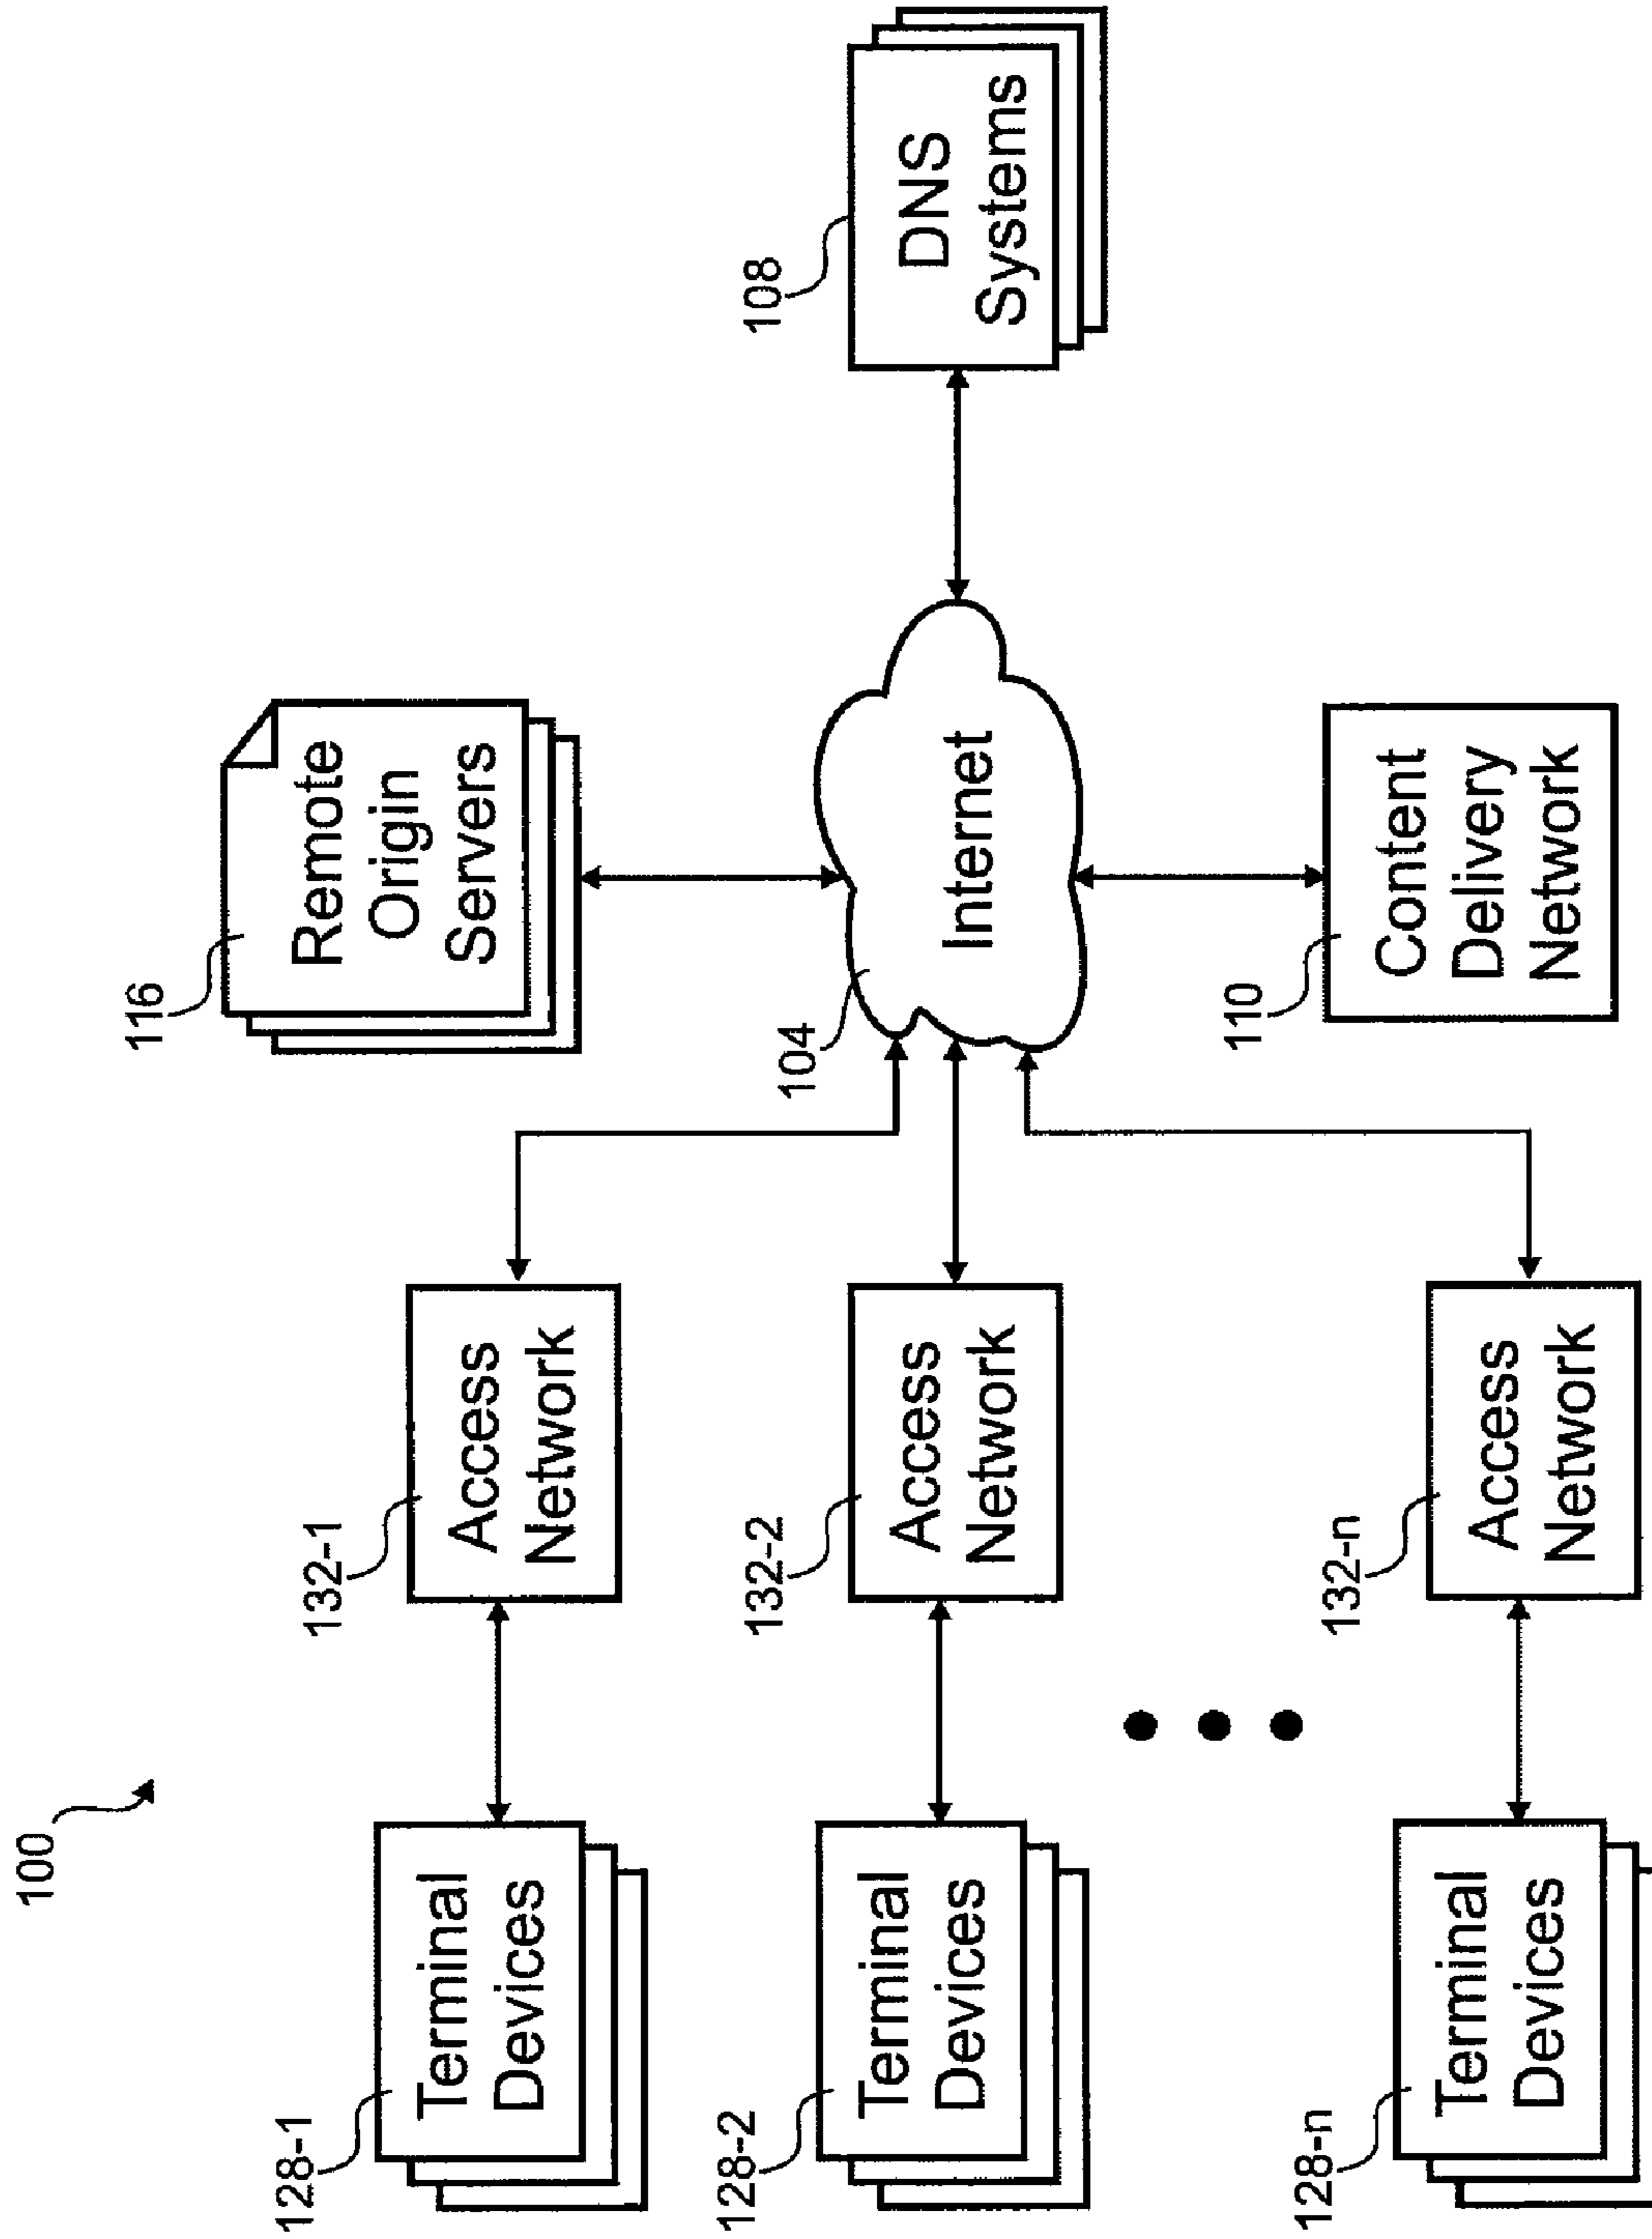 100
116
Remote
Origin
Servers
128-1
Terminal
Devices
132-1
Access
Network
104
Internet
108
DNS
Systems
128-2
Terminal
Devices
132-2
Access
Network
110
Content
Delivery
Network
128-n
Terminal
Devices
132-n
Access
Network